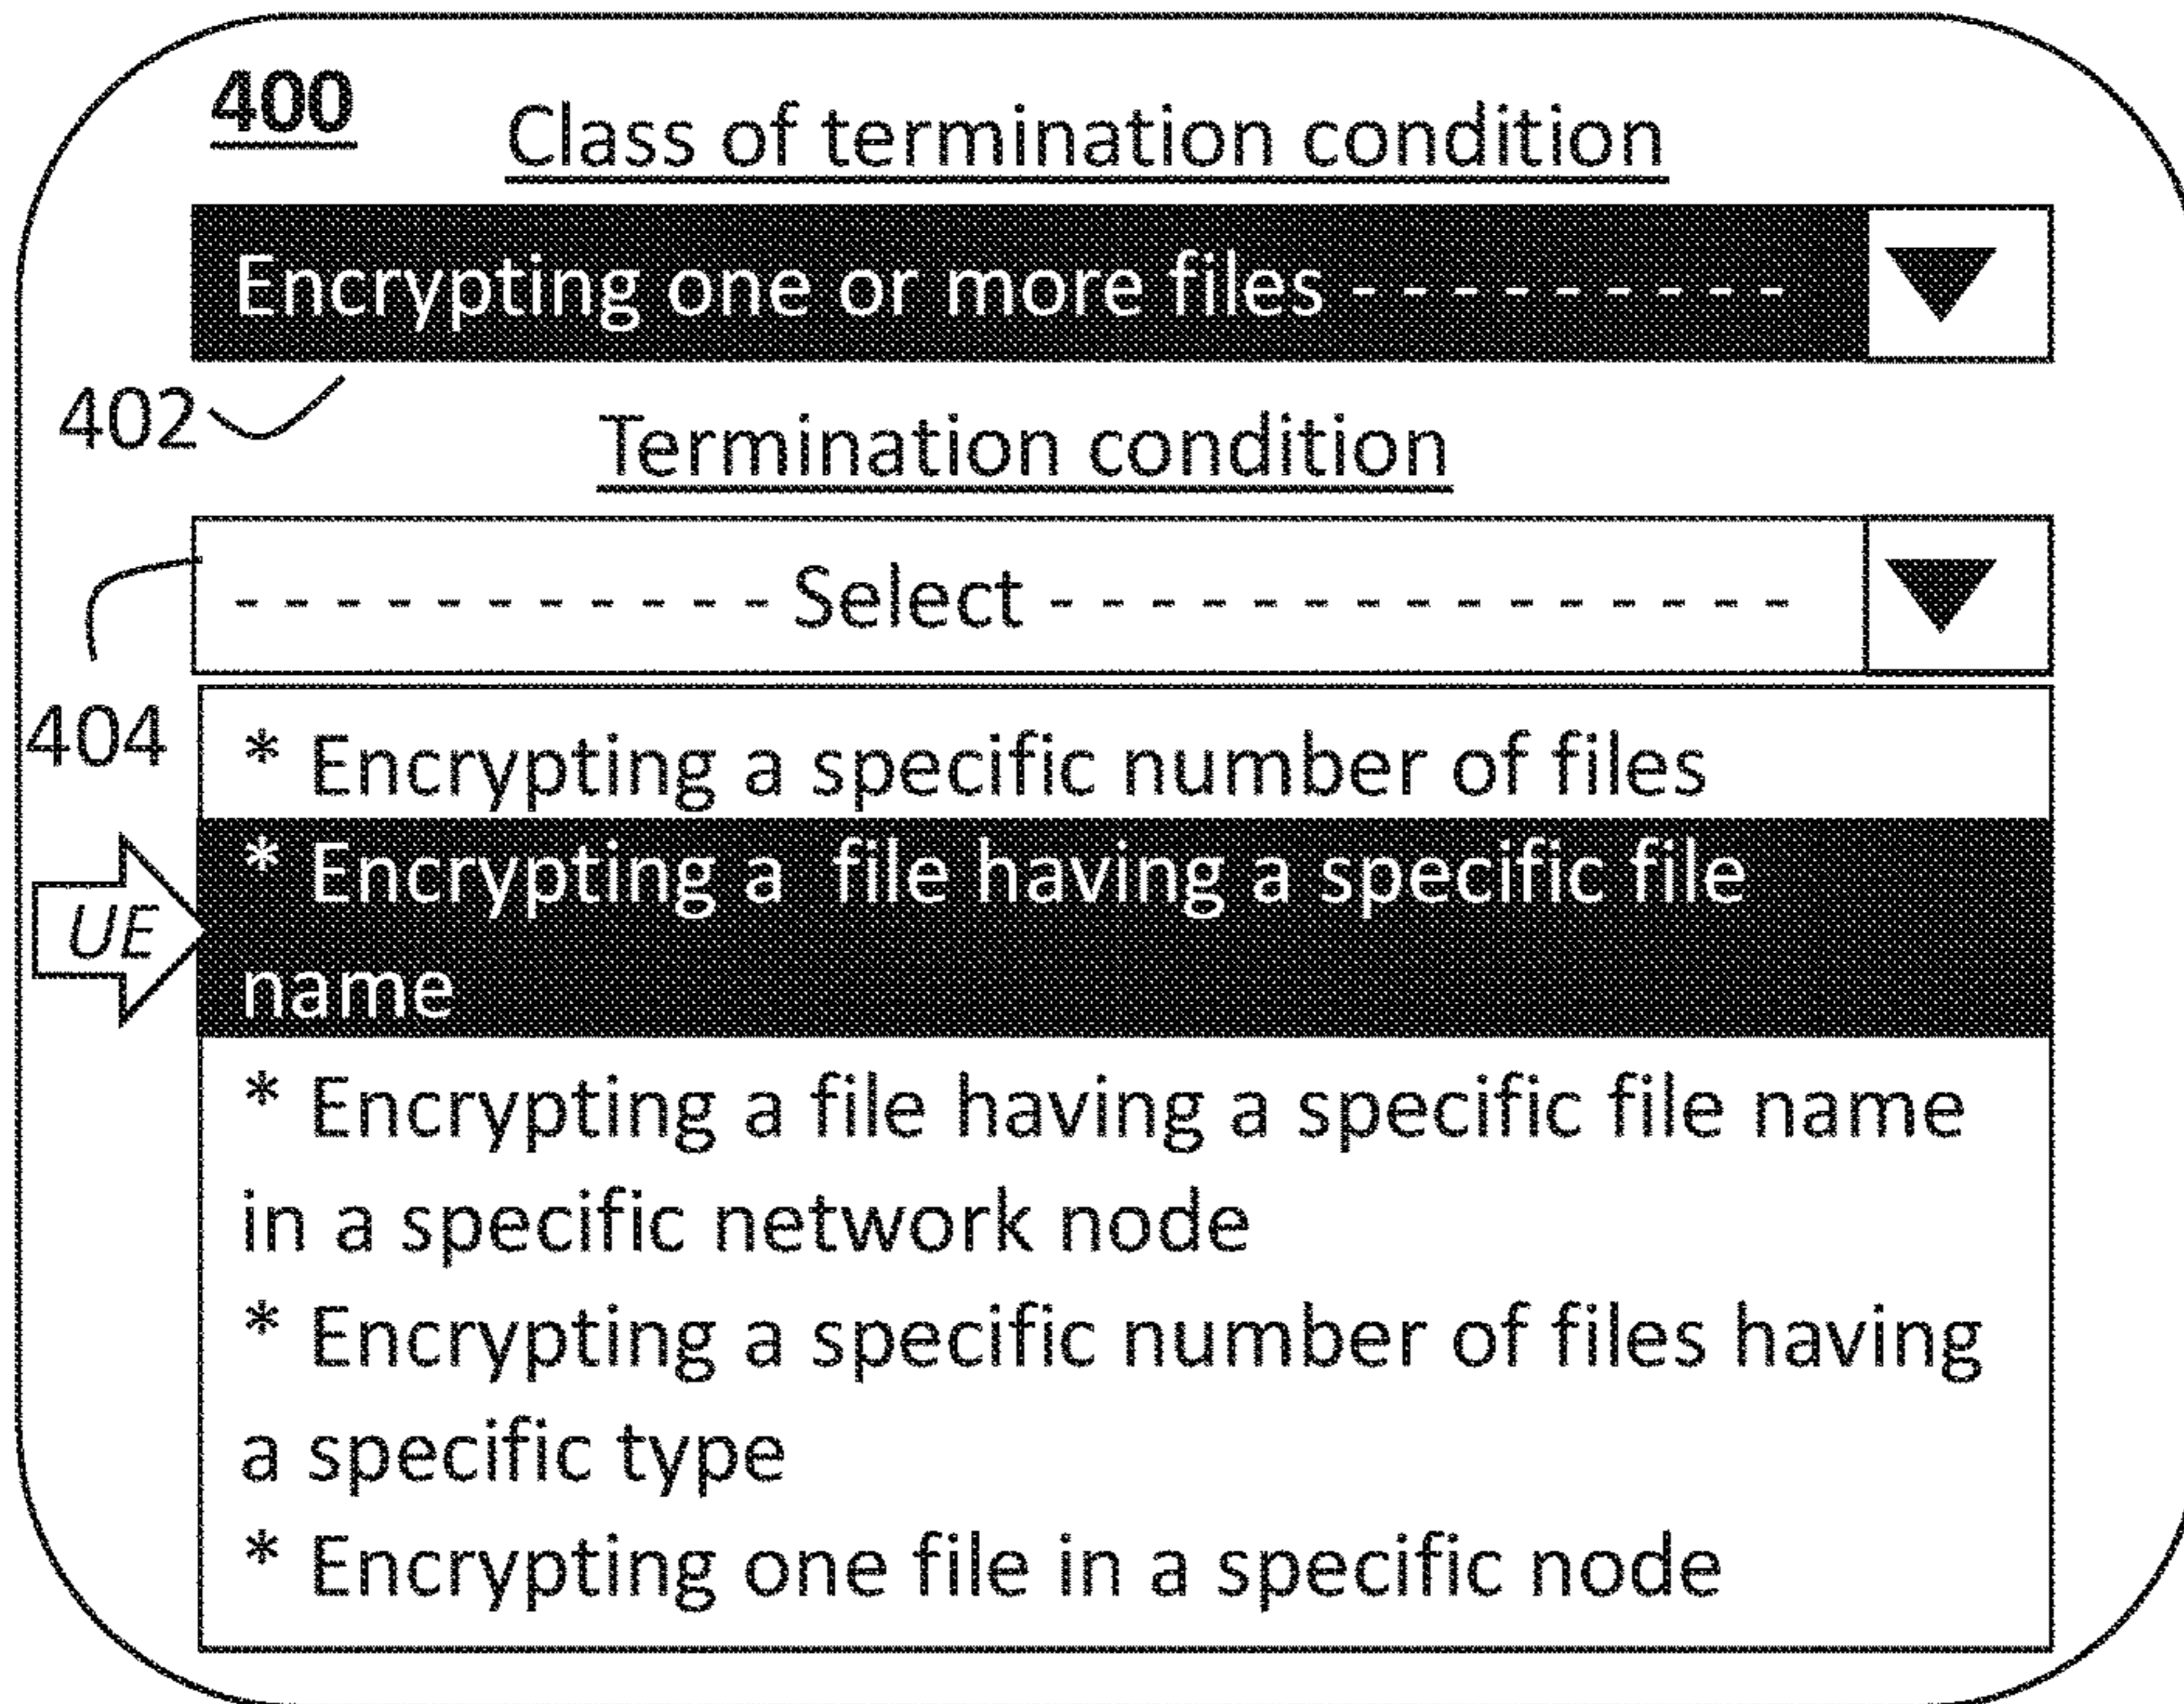 400
Class of termination condition
Encrypting one or more files - - - - - - - - -
402
Termination condition
- - - - - - - - - - - Select - - - - - - - - - - - - - - -
404
* Encrypting a specific number of files
* Encrypting a file having a specific file
UE
name
* Encrypting a file having a specific file name
in a specific network node
* Encrypting a specific number of files having
a specific type
* Encrypting one file in a specific node